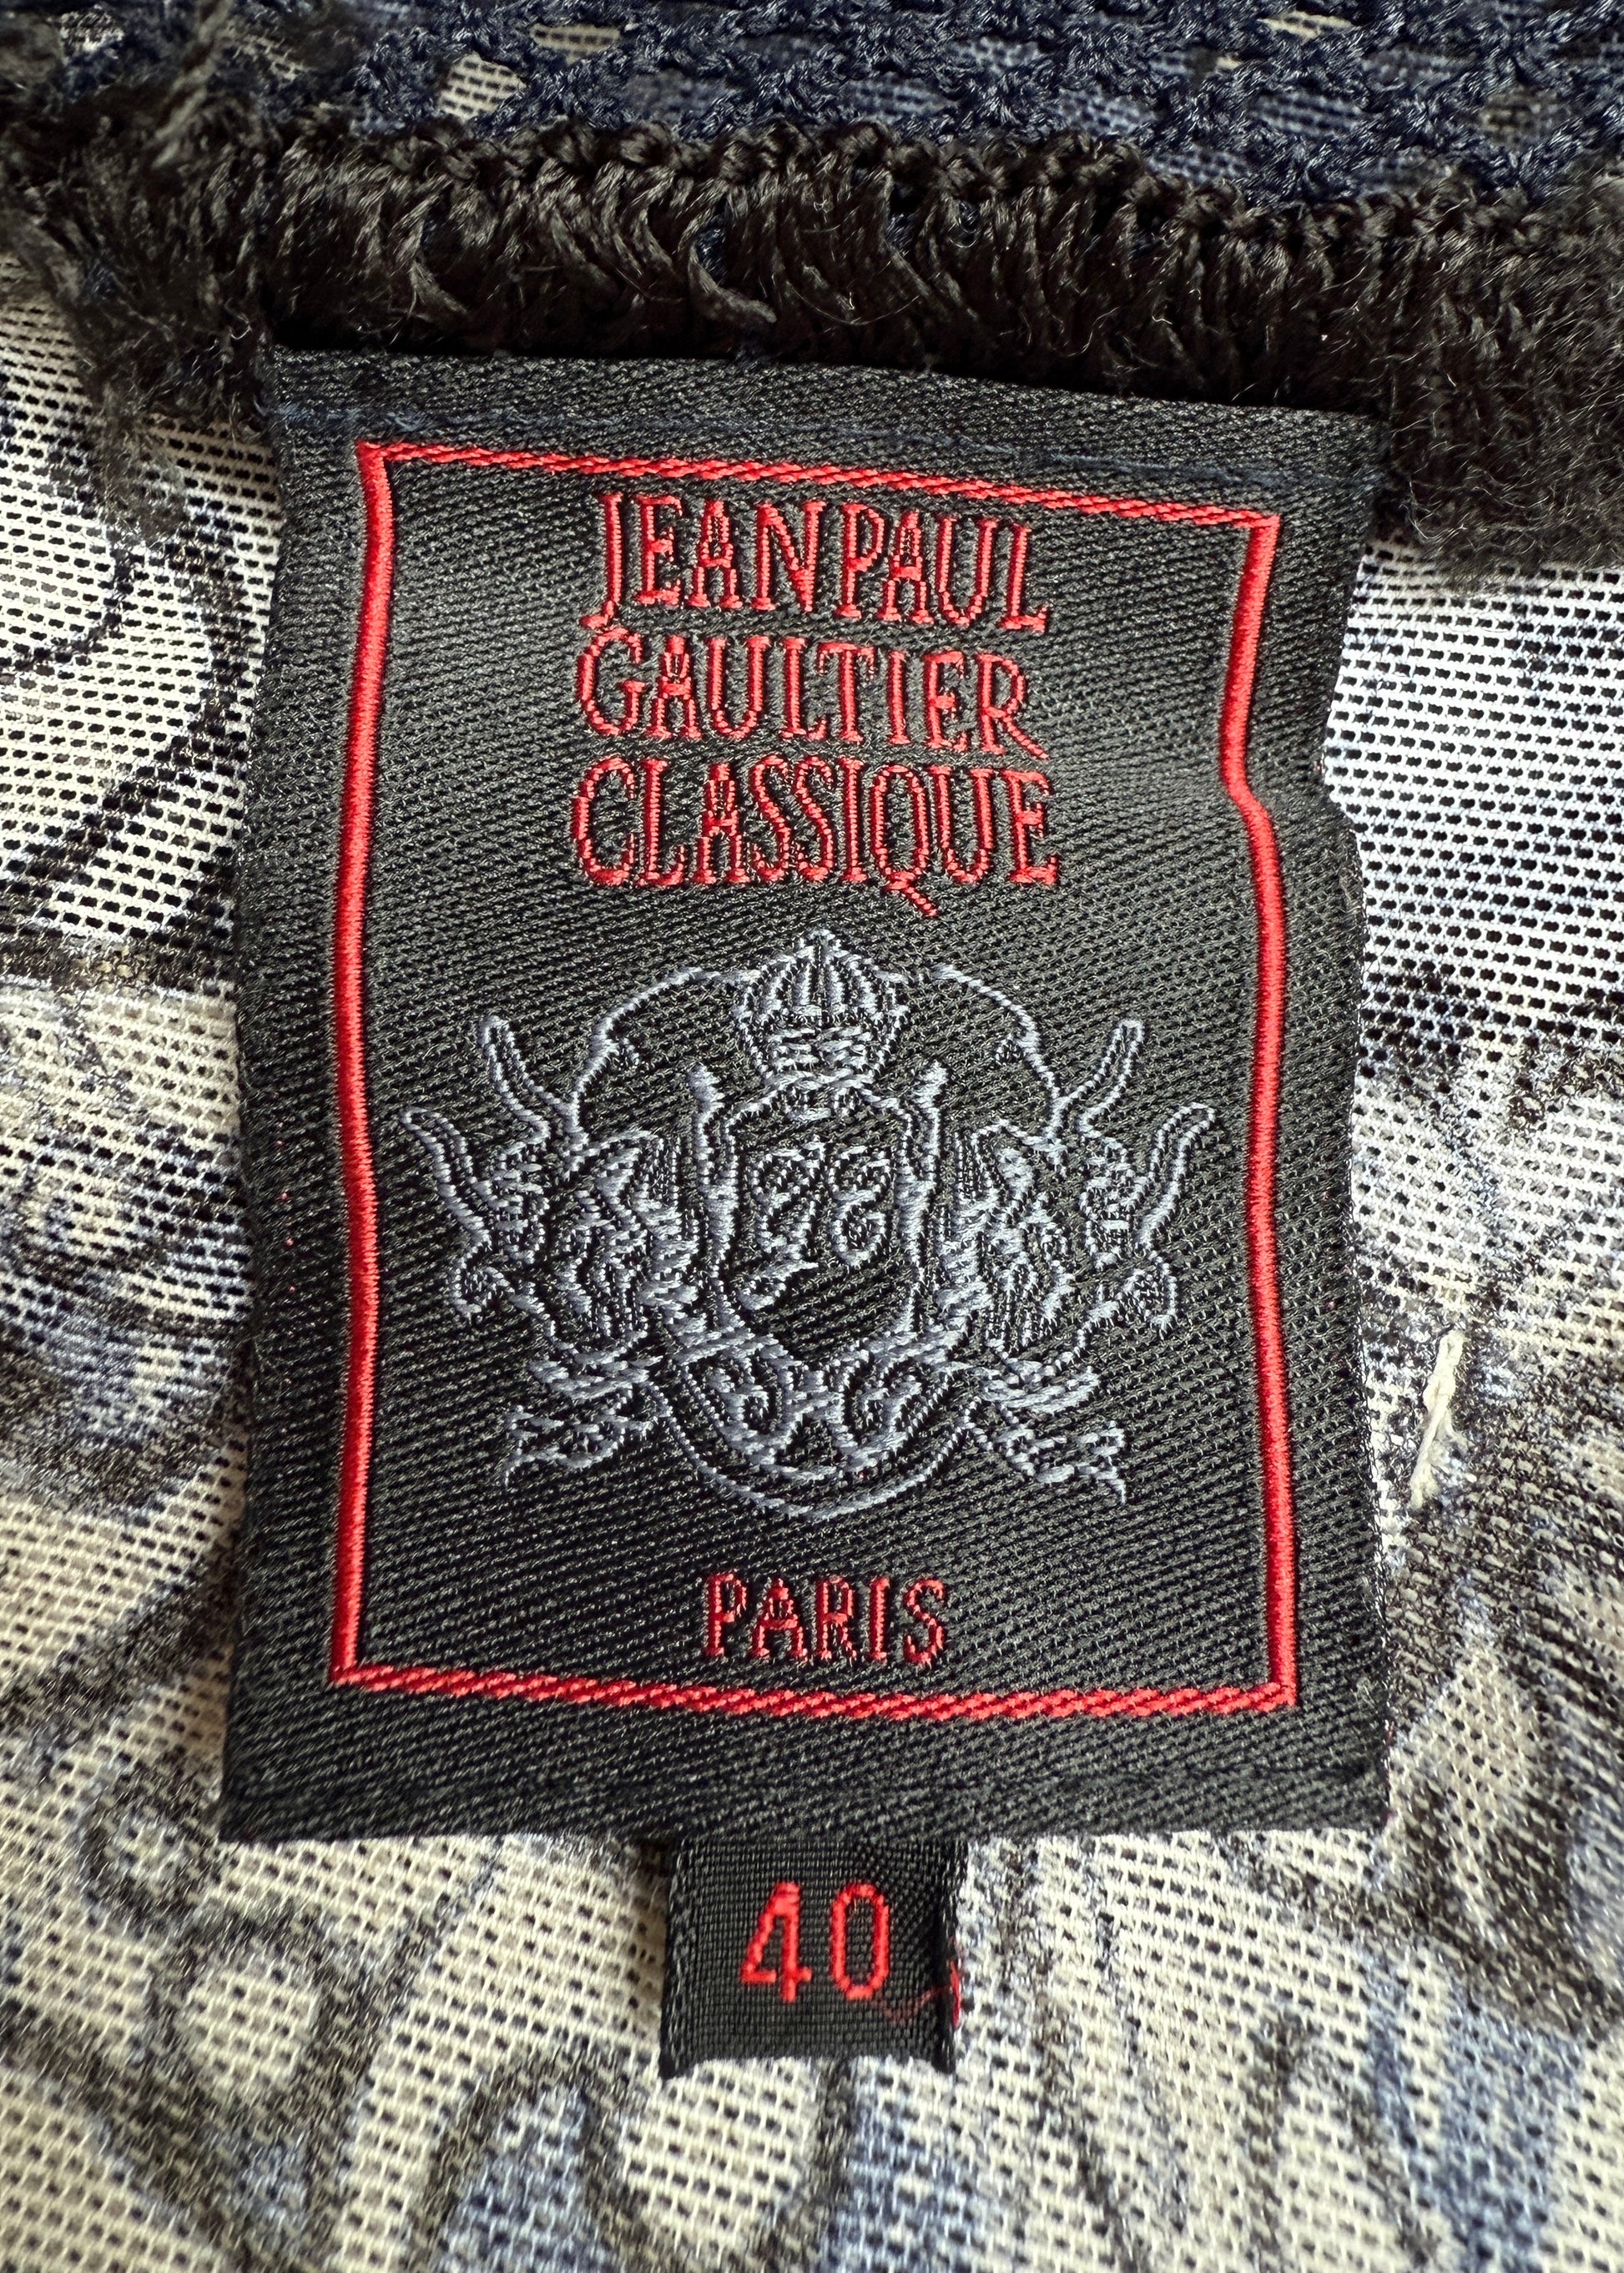 JEAN PAUL
GAULTIER
CLASSIQUE
PARIS
40